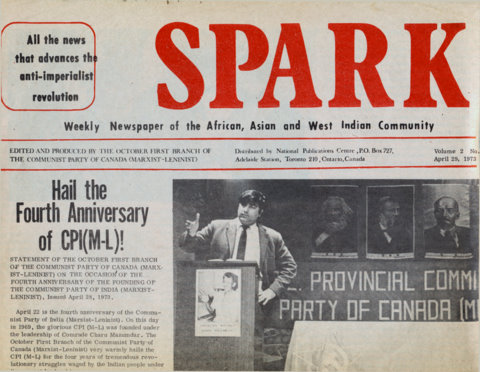 All the news
that advances the
anti-imperialist
revolution
SPARK
Weekly Newspaper of the African, Asian and West Indian Community
EDITED AND PRODUCED BY THE OCTOBER FIRST BRANCH OF
THE COMMUNIST PARTY OF CANADA (MARXIST-LENINIST)
Distributed by National Publications Centre ,P.O. Box 727,
Adelaide Station, Toronto 210 ,Ontario,Canada
Volume 2 No.
April 29, 1973
Hail the
Fourth Anniversary
of CPI(M-L)!
STATEMENT OF THE OCTOBER FIRST BRANCH
OF THE COMMUNIST PARTY OF CANADA (MARX-
IST-LENINIST) ON THE OCCASION OF THE
FOURTH ANNIVERSARY OF THE FOUNDING OF
THE COMMUNIST PARTY OF INDIA (MARXIST-
LENINIST), Issued April 28, 1973.
April 22 is the fourth anniversary of the Commu-
nist Party of India (Marxist-Leninist). On this day
in 1969, the glorious CPI (M-L) was founded under
the leadership of Comrade Charu Mazumdar. The
October First Branch of the Communist Party of
Canada (Marxist-Leninist) very warmly hails the
CPI (M-L) for the four years of tremendous revo-
lutionary struggles waged by the Indian people under
C. PROVINCIAL COMMI
PARTY OF CANADA (M